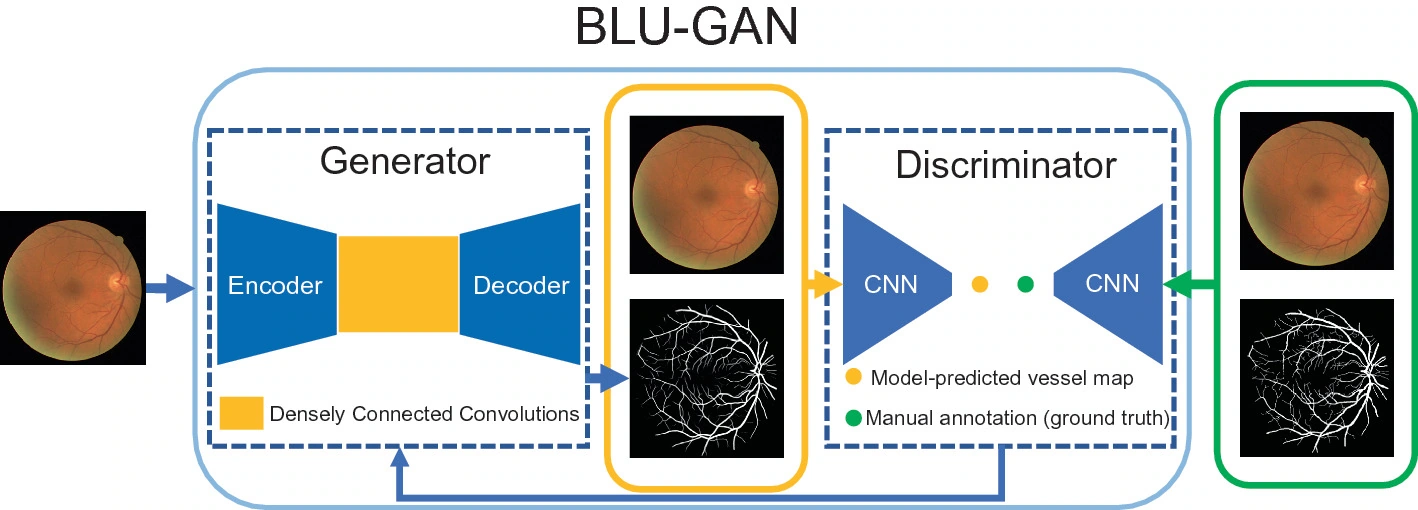 BLU-GAN
Generator
Encoder
Decoder
Densely Connected Convolutions
Discriminator
CNN
CNN
Model-predicted vessel map
Manual annotation (ground truth)